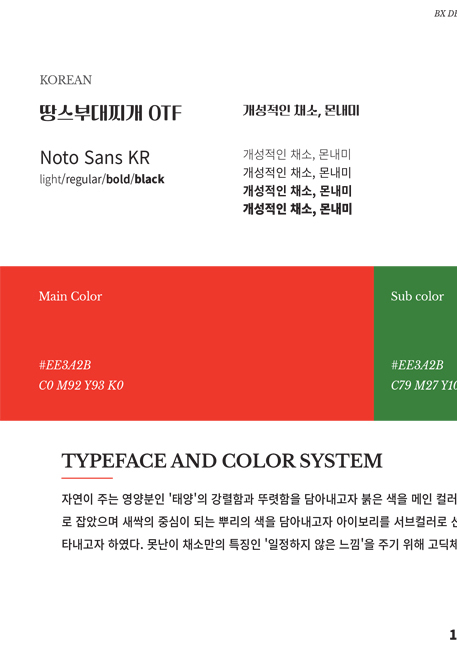 BX DE
KOREAN
땅스부대찌개 OTF
개성적인 채소, 몬내미
Noto Sans KR
개성적인 채소, 몬내미
light/regular/bold/black
개성적인 채소, 몬내미
개성적인 채소, 몬내미
개성적인 채소, 몬내미
Main Color
Sub color
#EE3A2B
#EE3A2B
C0 M92 Y93 K0
C79 M27 Y10
TYPEFACE AND COLOR SYSTEM
자연이 주는 영양분인 '태양'의 강렬함과 뚜렷함을 담아내고자 붉은 색을 메인 컬러
로 잡았으며 새싹의 중심이 되는 뿌리의 색을 담아내고자 아이보리를 서브컬러로 선
타내고자 하였다. 못난이 채소만의 특징인 '일정하지 않은 느낌'을 주기 위해 고딕체
1